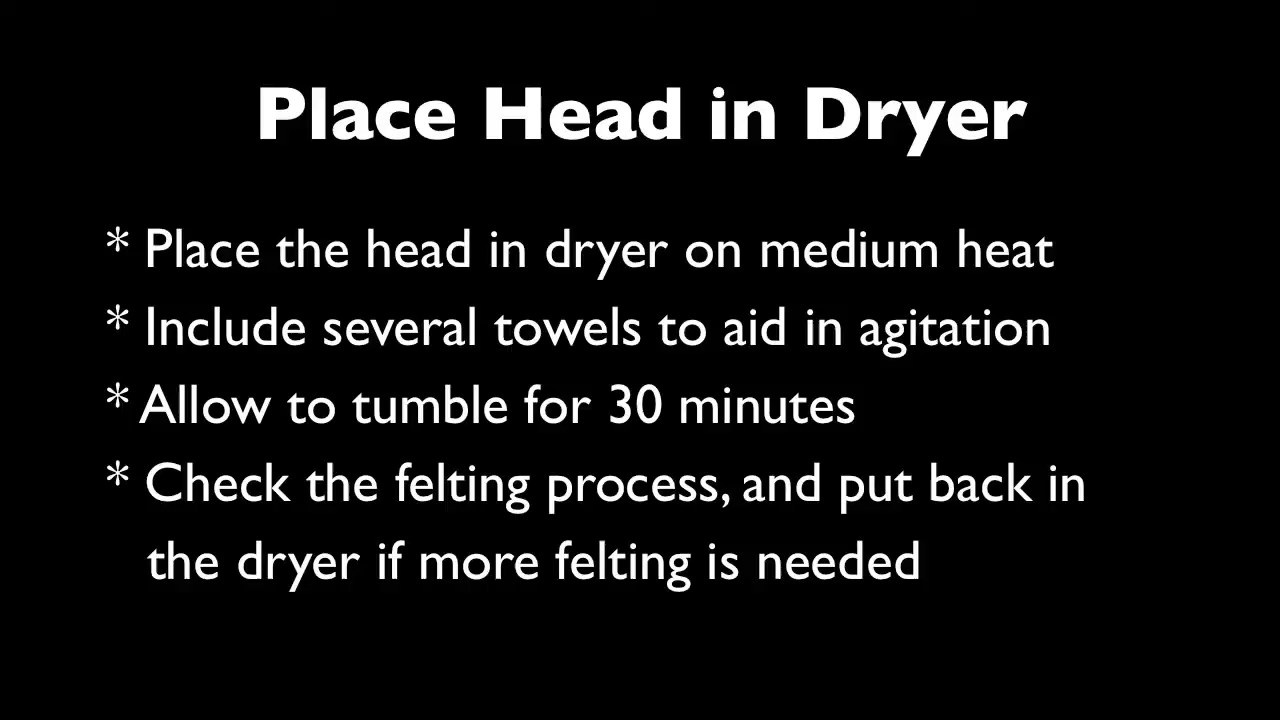 Place Head in Dryer
* Place the head in dryer on medium heat
* Include several towels to aid in agitation
* Allow to tumble for 30 minutes
* Check the felting process, and put back in
the dryer if more felting is needed